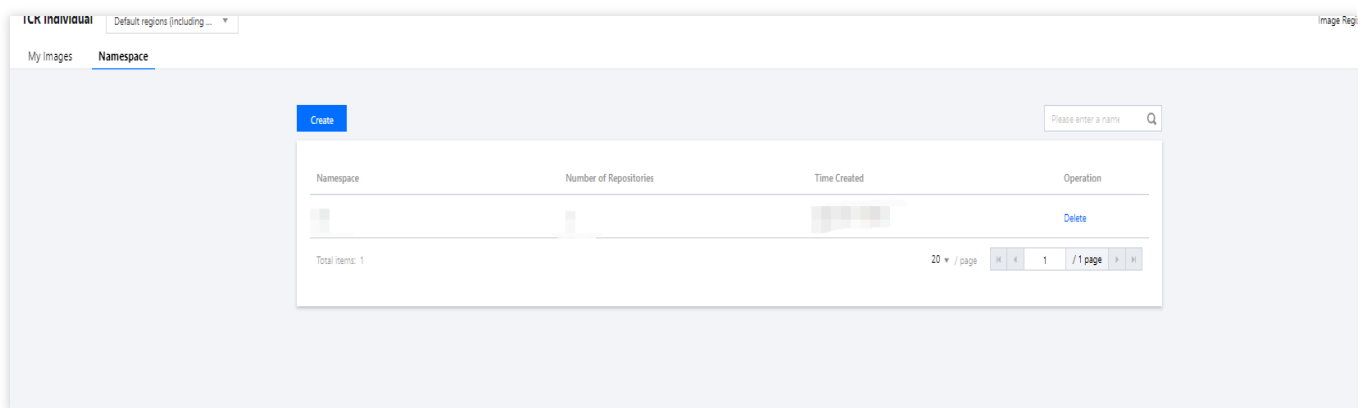 TCR Individual Default regions (including ...
Image Regi
My Images Namespace
Create
Please enter a name
Namespace Number of Repositories Time Created Operation
Delete
Total items: 1 20 / page 1 / 1 page